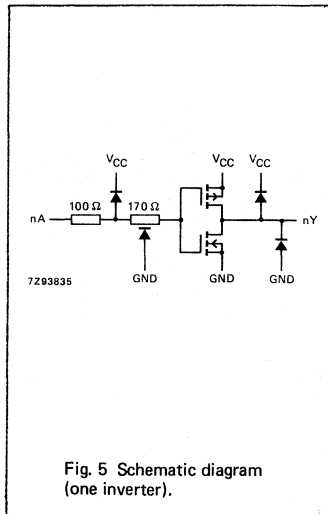 VCC VCC VCC
100 Ω 170 Ω
nA nY
7Z93835 GND GND GND
Fig. 5 Schematic diagram
(one inverter).